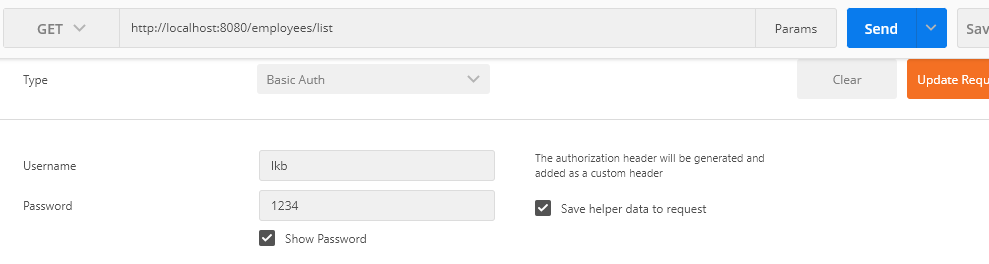 GET http://localhost:8080/employees/list Params Send Sav
Type Basic Auth Clear Update Requ
Username lkb The authorization header will be generated and
added as a custom header
Password 1234 Save helper data to request
Show Password